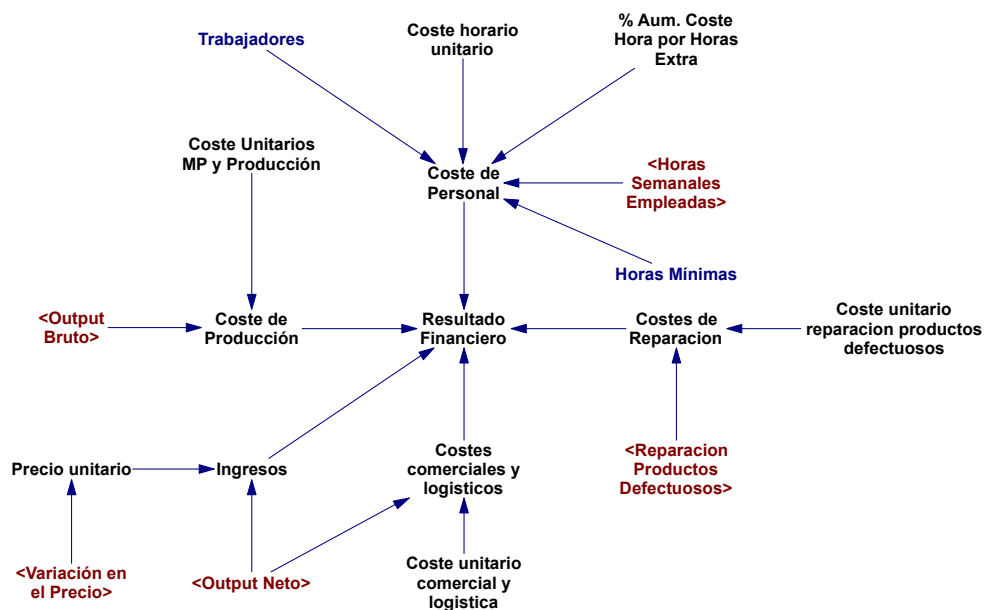 Trabajadores
Coste horario
unitario
% Aum. Coste
Hora por Horas
Extra
Coste Unitarios
MP y Producción
Coste de
Personal
<Horas
Semanales
Empleadas>
Horas Mínimas
<Output
Bruto>
Coste de
Producción
Resultado
Financiero
Costes de
Reparacion
Coste unitario
reparacion productos
defectuosos
Precio unitario
Ingresos
Costes
comerciales y
logisticos
<Reparacion
Productos
Defectuosos>
<Variación en
el Precio>
<Output Neto>
Coste unitario
comercial y
logistica